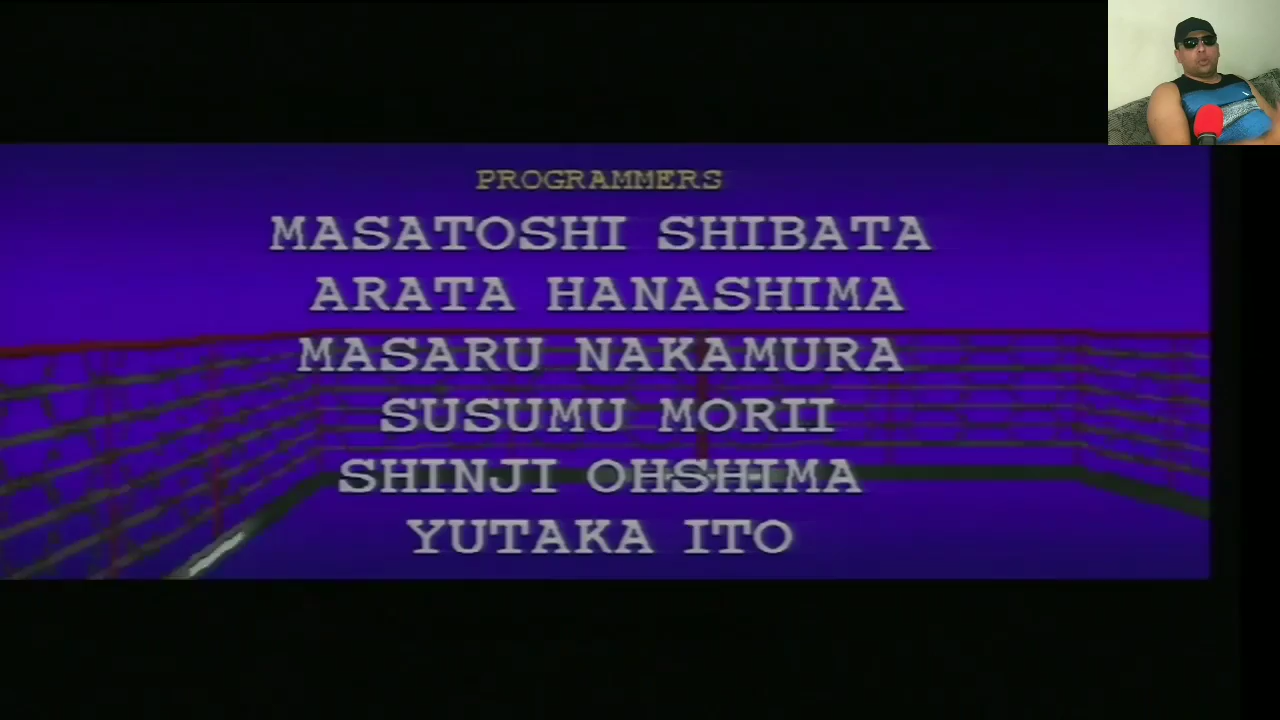 PROGRAMMERS
MASATOSHI SHIBATA
ARATA HANASHIMA
MASARU NAKAMURA
SUSUMU MORII
SHINJI OHSHIMA
YUTAKA ITO